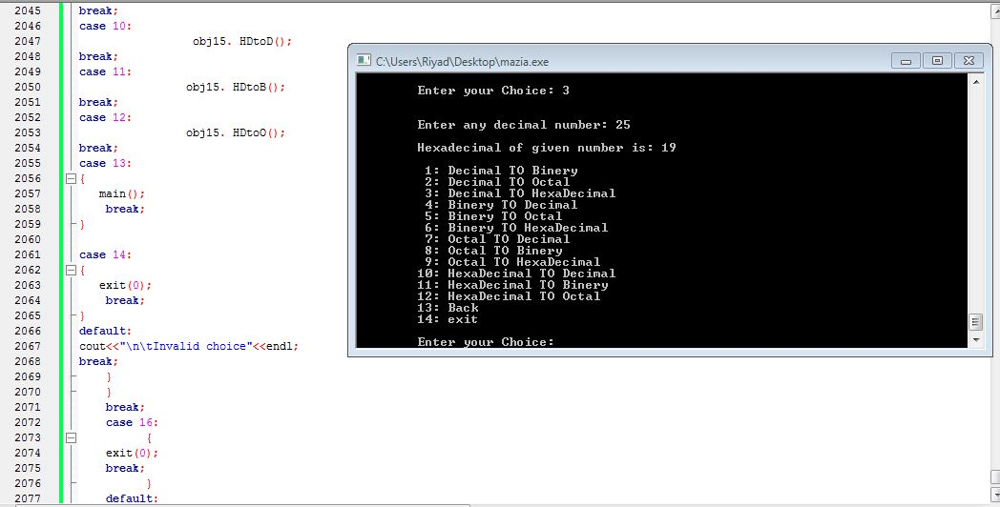 2045 break;
2046 case 10:
2047 obj15. HDtoD();
2048 break;
2049 case 11:
2050 obj15. HDtoB();
2051 break;
2052 case 12:
2053 obj15. HDtoO();
2054 break;
2055 case 13:
2056 {
2057 main();
2058 break;
2059 }
2060
2061 case 14:
2062 {
2063 exit(0);
2064 break;
2065 }
2066 default:
2067 cout<<"\n\tInvalid choice"<<endl;
2068 break;
2069 }
2070 }
2071 break;
2072 case 16:
2073 {
2074 exit(0);
2075 break;
2076 }
2077 default:
C:\Users\Riyad\Desktop\mazia.exe
Enter your Choice: 3
Enter any decimal number: 25
Hexadecimal of given number is: 19
1: Decimal TO Binary
2: Decimal TO Octal
3: Decimal TO HexaDecimal
4: Binary TO Decimal
5: Binary TO Octal
6: Binary TO HexaDecimal
7: Octal TO Decimal
8: Octal TO Binary
9: Octal TO HexaDecimal
10: HexaDecimal TO Decimal
11: HexaDecimal TO Binary
12: HexaDecimal TO Octal
13: Back
14: exit
Enter your Choice: